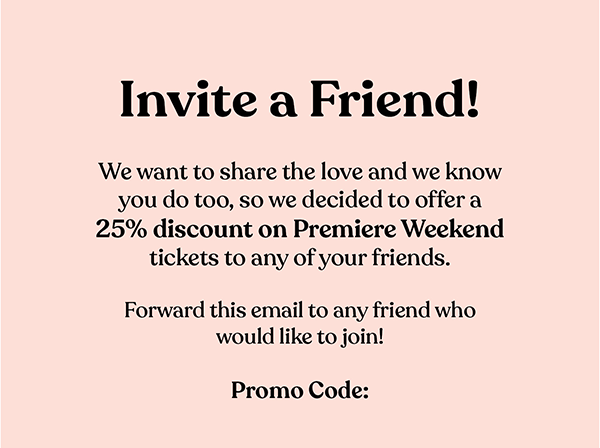 Invite a Friend!
We want to share the love and we know
you do too, so we decided to offer a
25% discount on Premiere Weekend
tickets to any of your friends.
Forward this email to any friend who
would like to join!
Promo Code: